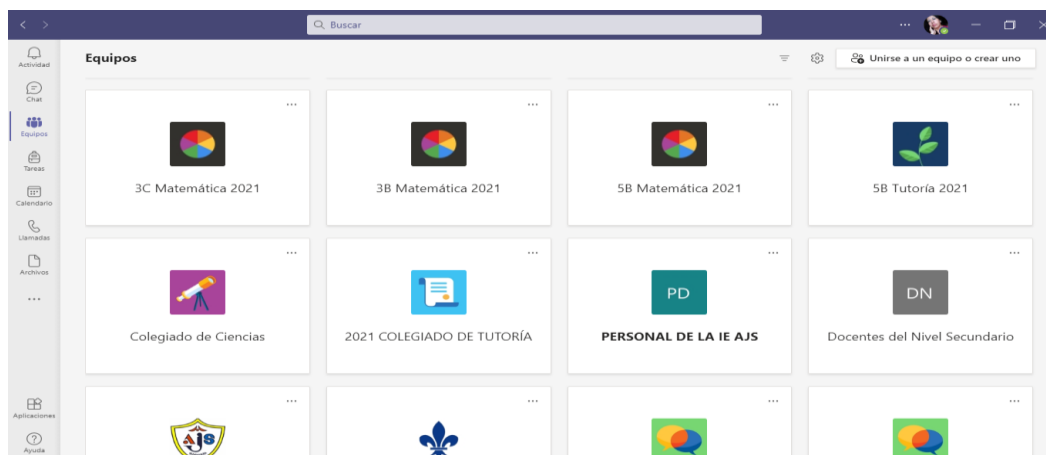 Buscar
Equipos
Unirse a un equipo o crear uno
Actividad
Chat
Equipos
Tareas
Calendario
Llamadas
Archivos
Aplicaciones
Ayuda
3C Matemática 2021
3B Matemática 2021
5B Matemática 2021
5B Tutoría 2021
Colegiado de Ciencias
2021 COLEGIADO DE TUTORÍA
PD
PERSONAL DE LA IE AJS
DN
Docentes del Nivel Secundario
AJS